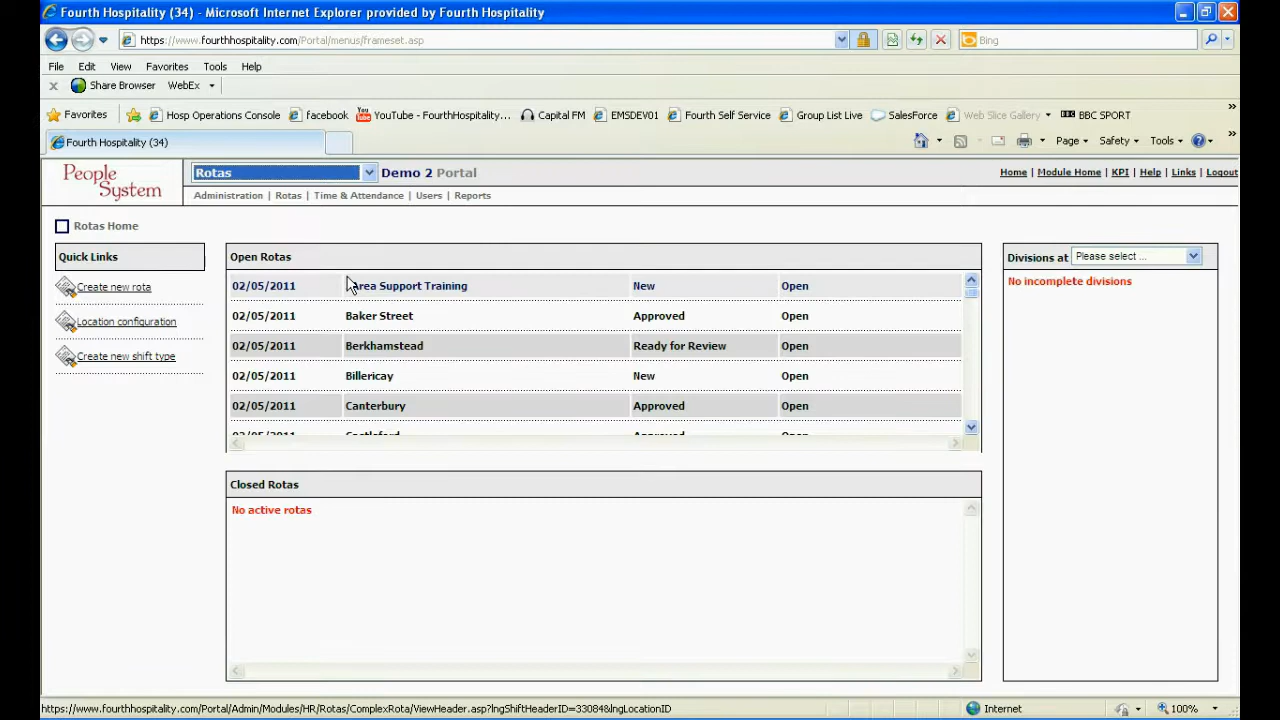 Fourth Hospitality (34) - Microsoft Internet Explorer provided by Fourth Hospitality
https://www.fourthhospitality.com/Portal/menus/frameset.asp
Bing
File Edit View Favorites Tools Help
x Share Browser WebEx
Favorites Hosp Operations Console facebook YouTube - FourthHospitality... Capital FM EMSDEV01 Fourth Self Service Group List Live SalesForce Web Slice Gallery BBC SPORT
Fourth Hospitality (34) Page Safety Tools
People System
Rotas Demo 2 Portal Home Module Home KPI Help Links Logout
Administration | Rotas | Time & Attendance | Users | Reports
Rotas Home
Quick Links
Create new rota
Location configuration
Create new shift type
Open Rotas
02/05/2011 Area Support Training New Open
02/05/2011 Baker Street Approved Open
02/05/2011 Berkhamstead Ready for Review Open
02/05/2011 Billericay New Open
02/05/2011 Canterbury Approved Open
02/05/2011 Castleford Approved Open
Closed Rotas
No active rotas
Divisions at Please select ...
No incomplete divisions
https://www.fourthhospitality.com/Portal/Admin/Modules/HR/Rotas/ComplexRota/ViewHeader.asp?lngShiftHeaderID=33084&lngLocationID Internet 100%